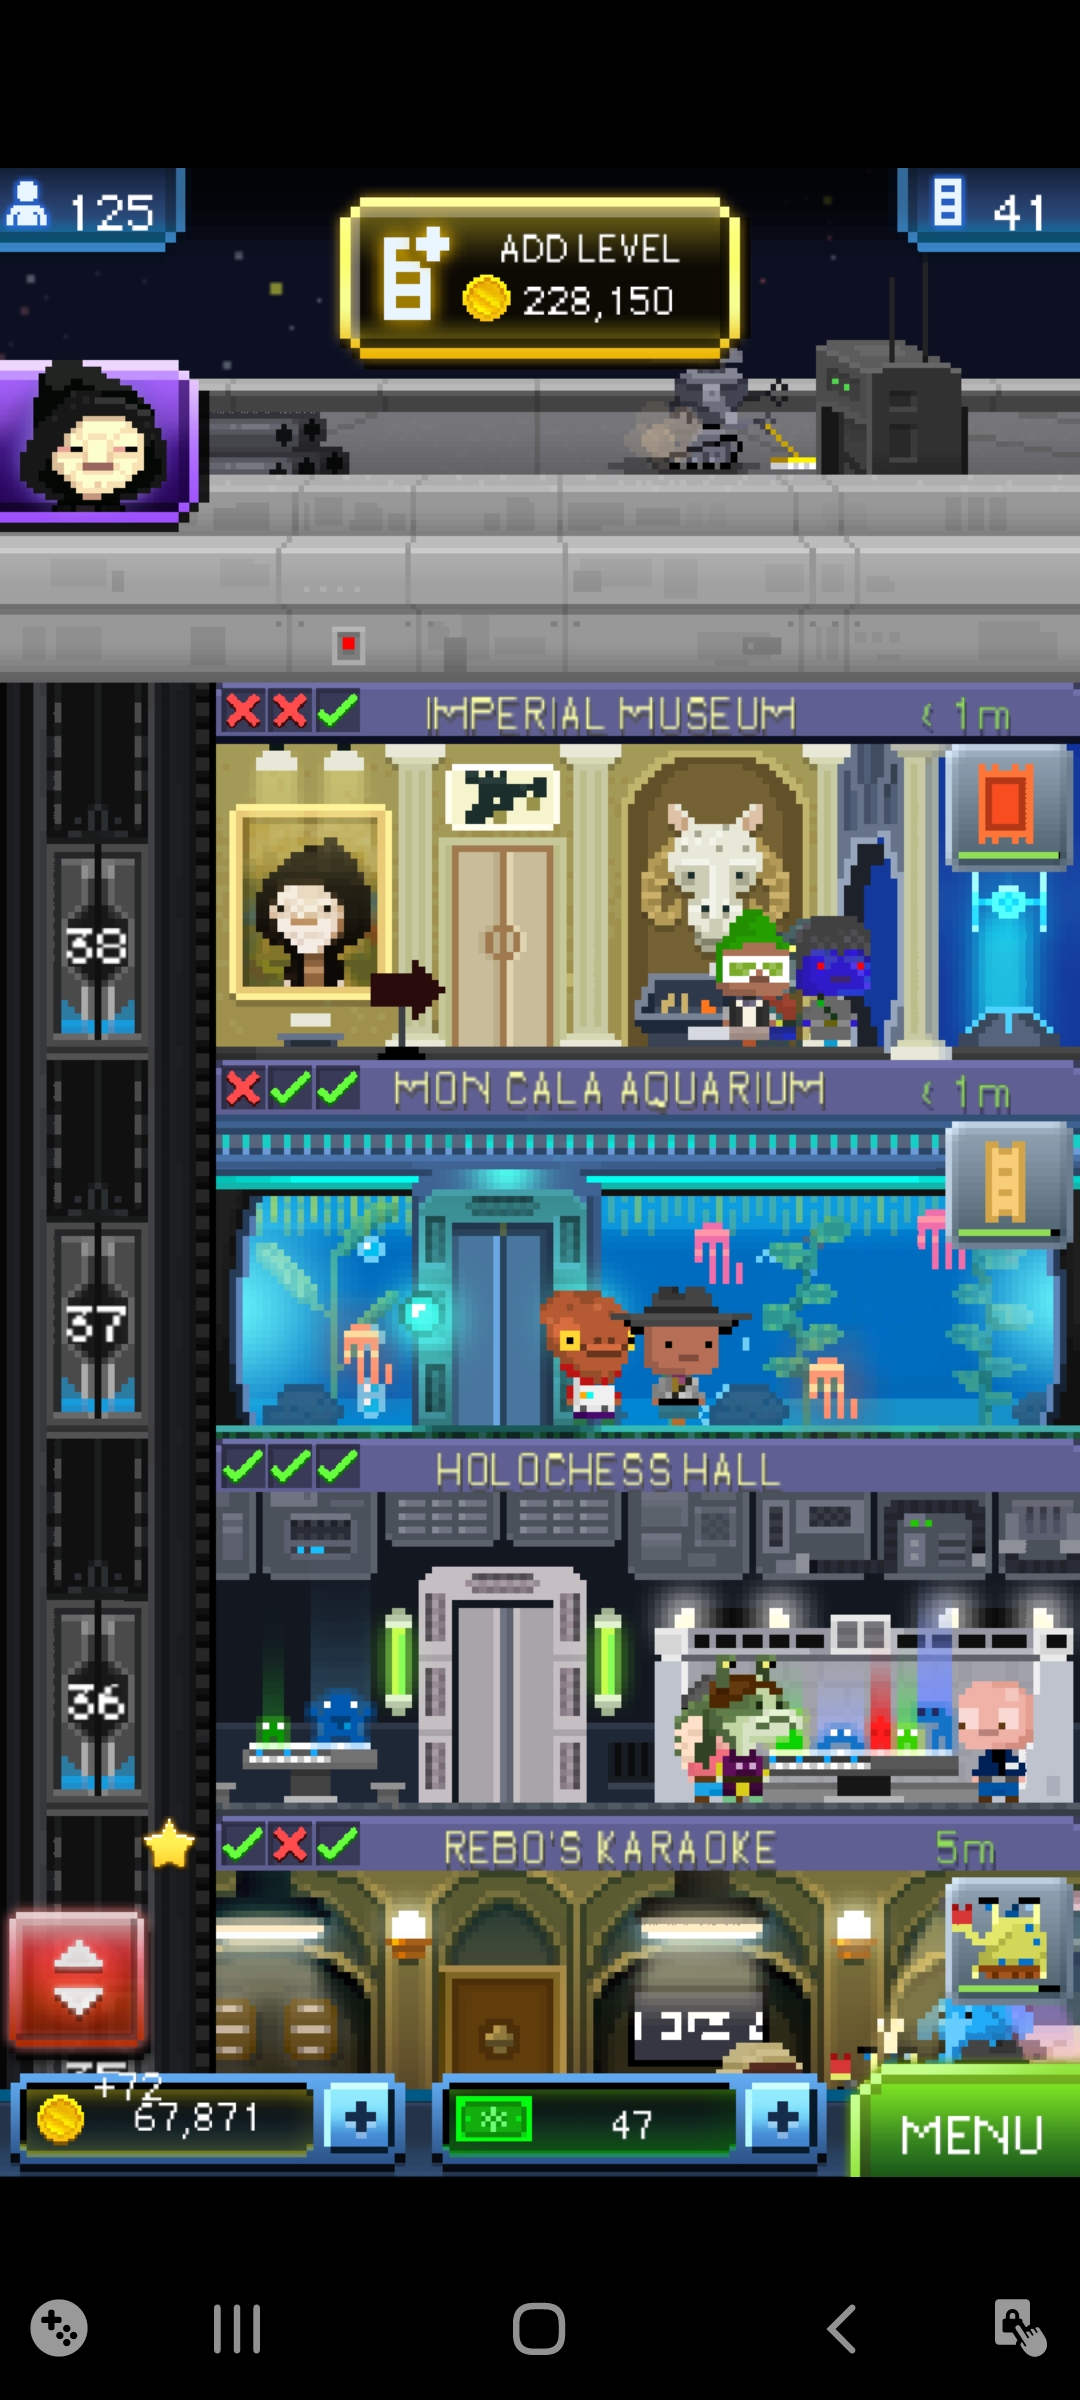 125
ADD LEVEL
228,150
41
IMPERIAL MUSEUM < 1m
38
MON CALA AQUARIUM < 1m
37
HOLOCHESS HALL
36
REBO'S KARAOKE 5m
35
+72
67,871
47
MENU